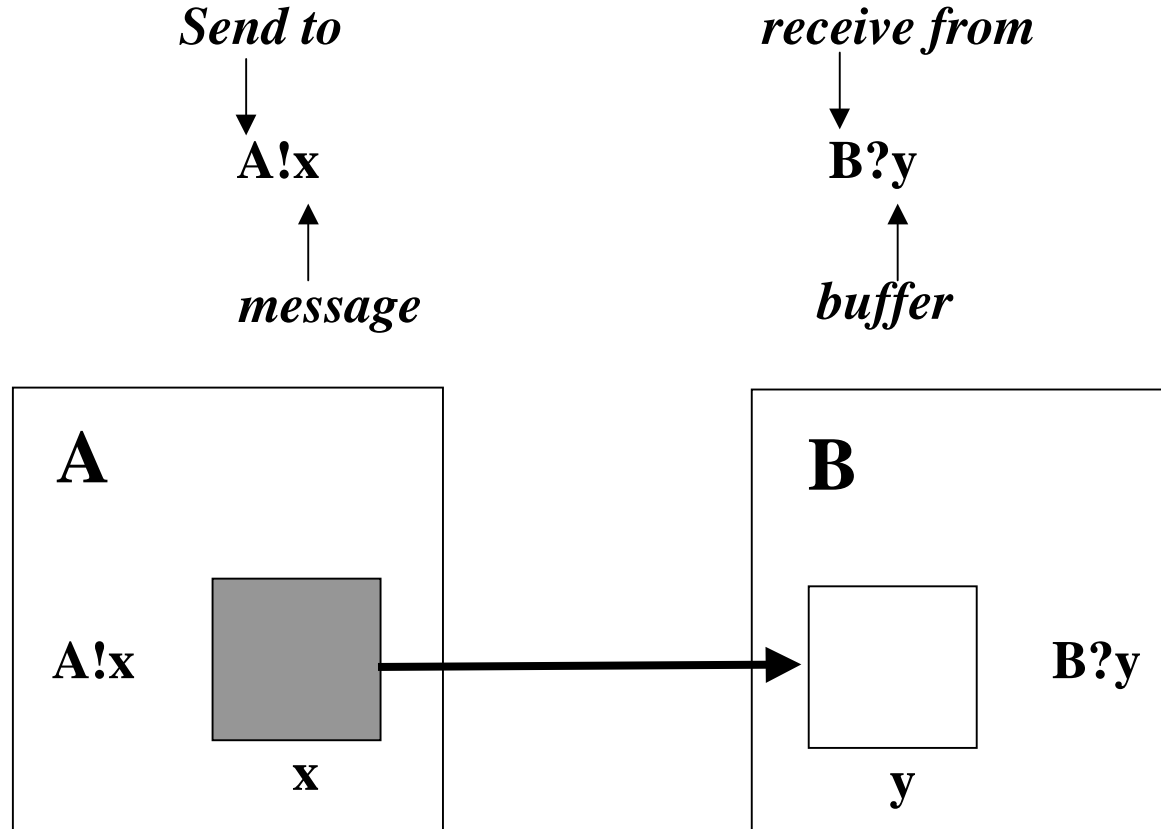 Send to
receive from
A!x
B?y
message
buffer
A
B
A!x
B?y
x
y